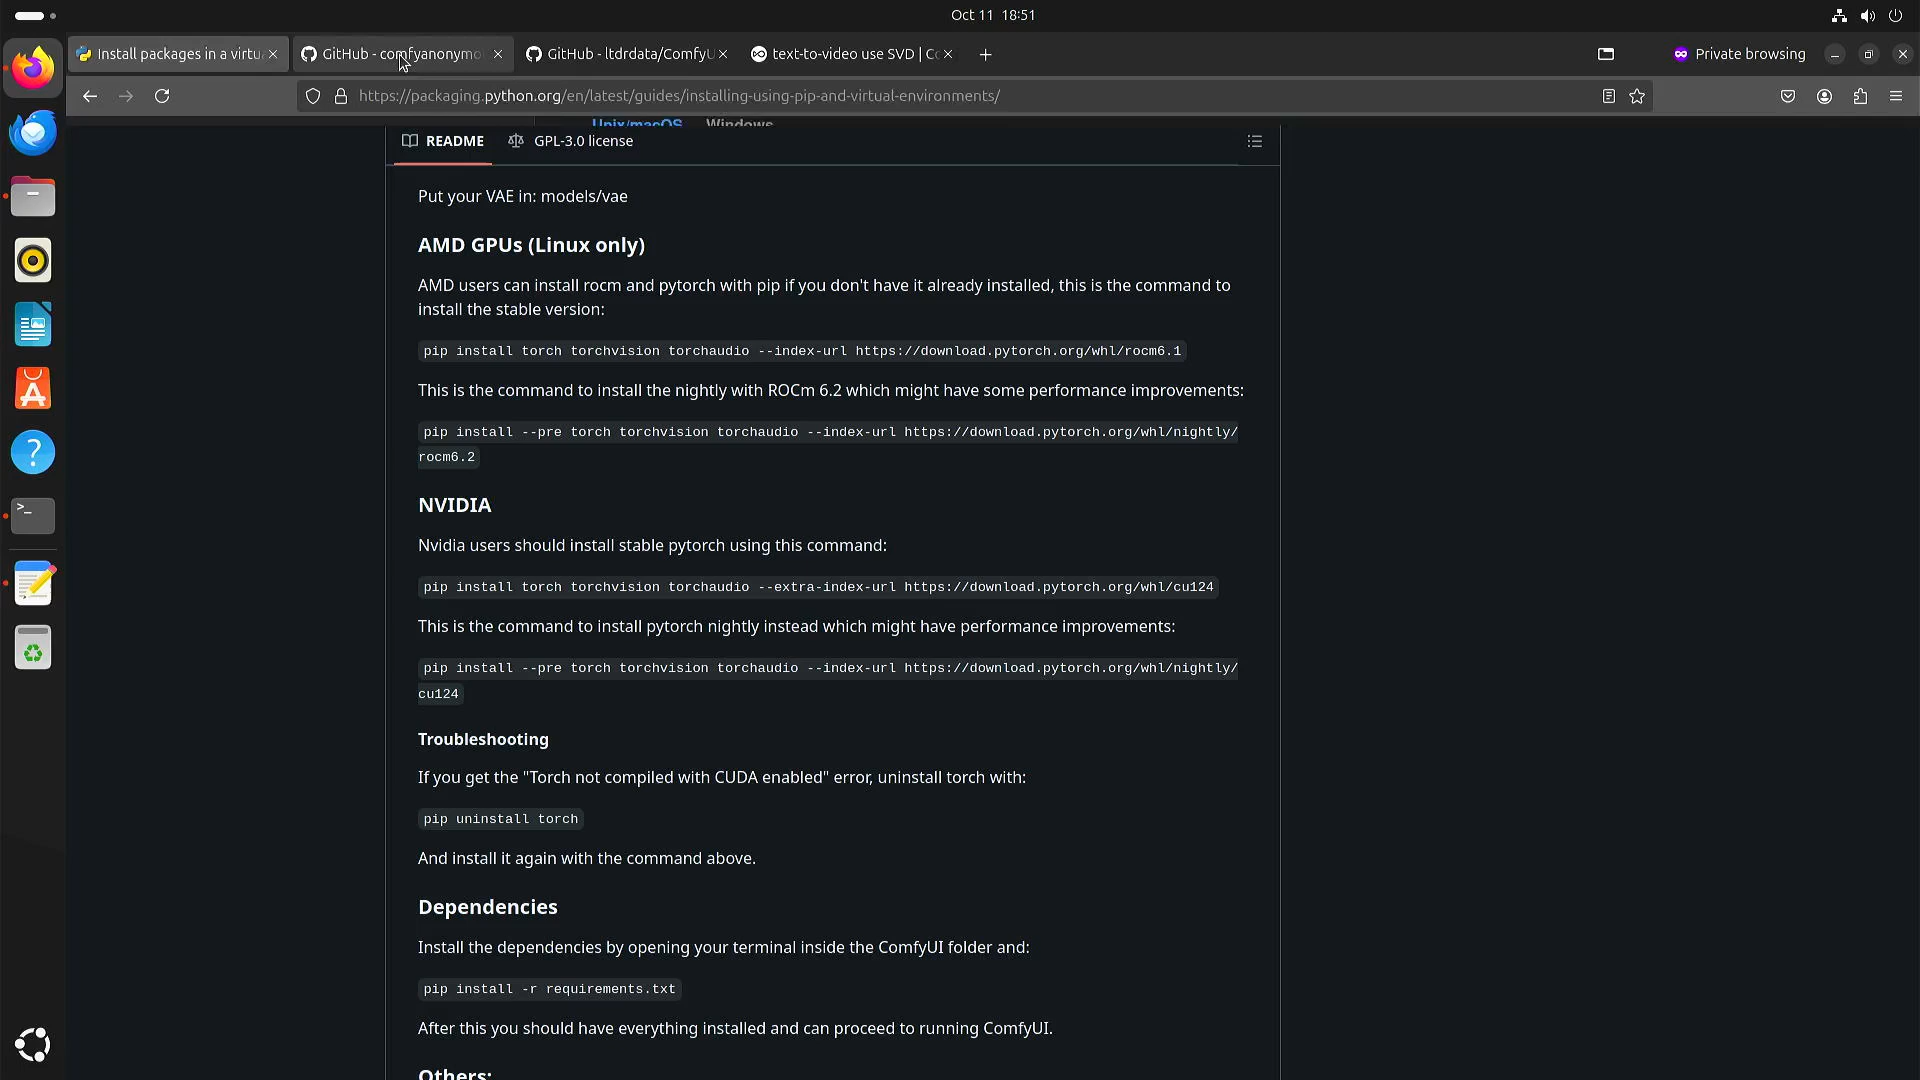 Oct 11 18:51
Install packages in a virtu
GitHub - comfyanonymo
GitHub - ltdrdata/ComfyU
text-to-video use SVD | Co
Private browsing
https://packaging.python.org/en/latest/guides/installing-using-pip-and-virtual-environments/
Unix/macOS Windows
README GPL-3.0 license
Put your VAE in: models/vae
AMD GPUs (Linux only)
AMD users can install rocm and pytorch with pip if you don't have it already installed, this is the command to
install the stable version:
pip install torch torchvision torchaudio --index-url https://download.pytorch.org/whl/rocm6.1
This is the command to install the nightly with ROCm 6.2 which might have some performance improvements:
pip install --pre torch torchvision torchaudio --index-url https://download.pytorch.org/whl/nightly/
rocm6.2
NVIDIA
Nvidia users should install stable pytorch using this command:
pip install torch torchvision torchaudio --extra-index-url https://download.pytorch.org/whl/cu124
This is the command to install pytorch nightly instead which might have performance improvements:
pip install --pre torch torchvision torchaudio --index-url https://download.pytorch.org/whl/nightly/
cu124
Troubleshooting
If you get the "Torch not compiled with CUDA enabled" error, uninstall torch with:
pip uninstall torch
And install it again with the command above.
Dependencies
Install the dependencies by opening your terminal inside the ComfyUI folder and:
pip install -r requirements.txt
After this you should have everything installed and can proceed to running ComfyUI.
Others: